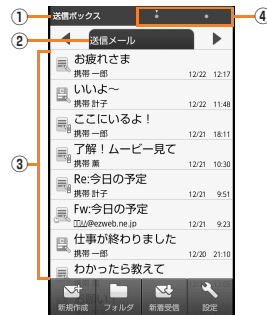 ① 送信ボックス ④
② 送信メール
③
お疲れさま
携帯 一郎 12/22 12:17
いいよ～
携帯 計子 12/22 11:48
ここにいるよ！
携帯 一郎 12/21 18:11
了解！ムービー見て
携帯 薫 12/21 10:30
Re:今日の予定
携帯 計子 12/21 9:51
Fw:今日の予定
@ezweb.ne.jp 12/21 9:23
仕事が終わりました
携帯 一郎 12/20 21:10
わかったら教えて
新規作成 フォルダ 新着受信 設定